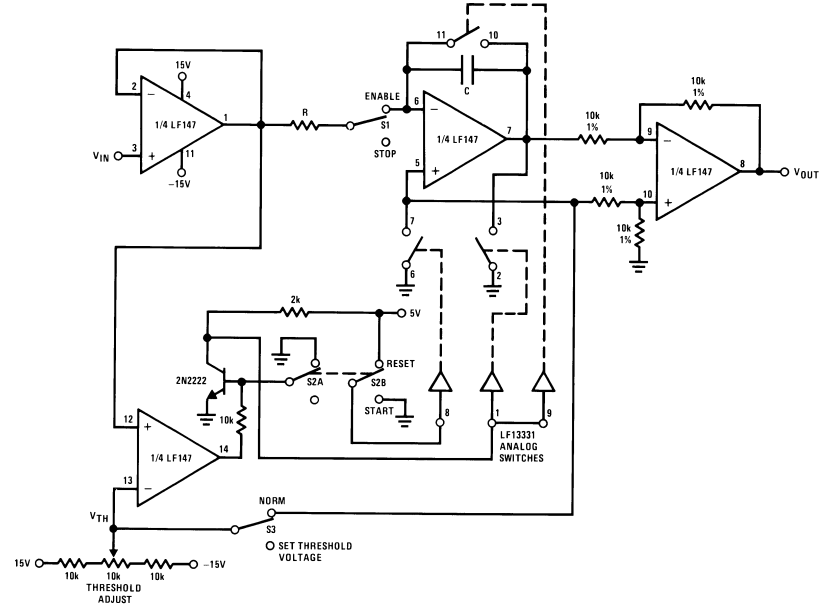 15V
2
4
1/4 LF147
1
VIN
3
11
–15V
R
ENABLE
S1
STOP
11
10
C
6
1/4 LF147
7
5
10k
1%
10k
1%
9
1/4 LF147
8
VOUT
10k
1%
10
10k
1%
7
6
3
2
2k
5V
2N2222
S2A
RESET
S2B
START
10k
8
1
9
LF13331
ANALOG
SWITCHES
12
1/4 LF147
14
13
VTH
NORM
S3
SET THRESHOLD
VOLTAGE
15V
10k
10k
10k
–15V
THRESHOLD
ADJUST